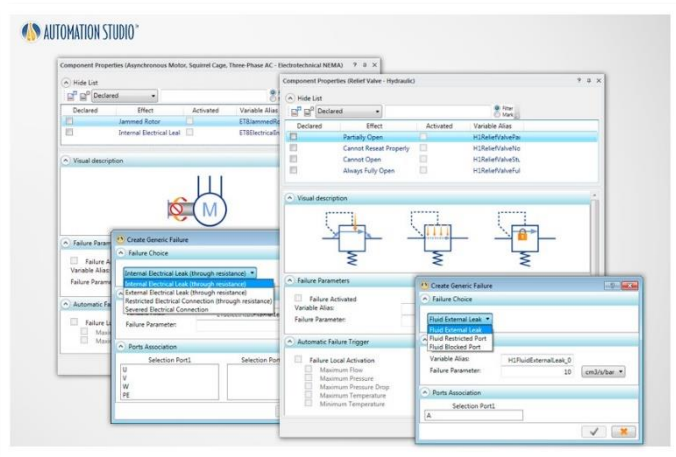 AUTOMATION STUDIO
Component Properties (Asynchronous Motor, Squirrel Cage, Three-Phase AC - Electrotechnical NEMA)
Hide List
Declared
Declared Effect Activated Variable Alias
Jammed Rotor
Internal Electrical Leak
Visual description
M
Failure
Variable Alias:
Failure
Automatic
Failure
Create Generic Failure
Failure Choice
Internal Electrical Leak (through resistance)
Internal Electrical Leak (through resistance)
External Electrical Leak (through resistance)
Restricted Electrical Connection (through resistance)
Severed Electrical Connection
Failure Parameter:
Ports Association
Selection Port1 Selection
U
V
W
PE
Component Properties (Relief Valve - Hydraulic)
Hide List
Declared
Filter
Mark
Declared Effect Activated Variable Alias
Partially Open
Cannot Reseat Properly H1ReliefValveNo
Cannot Open
Always Fully Open H1ReliefValveFul
Visual description
Failure Parameters
Failure Activated
Variable Alias:
Failure Parameter:
Automatic Failure Trigger
Failure Local Activation
Maximum Flow
Maximum Pressure
Maximum Pressure Drop
Maximum Temperature
Minimum Temperature
Create Generic Failure
Failure Choice
Fluid External Leak
Fluid External Leak
Fluid Restricted Port
Fluid Blocked Port
Variable Alias: H1FluidExternalLeak_0
Failure Parameter: 10 cm3/s/bar
Ports Association
Selection Port1
A